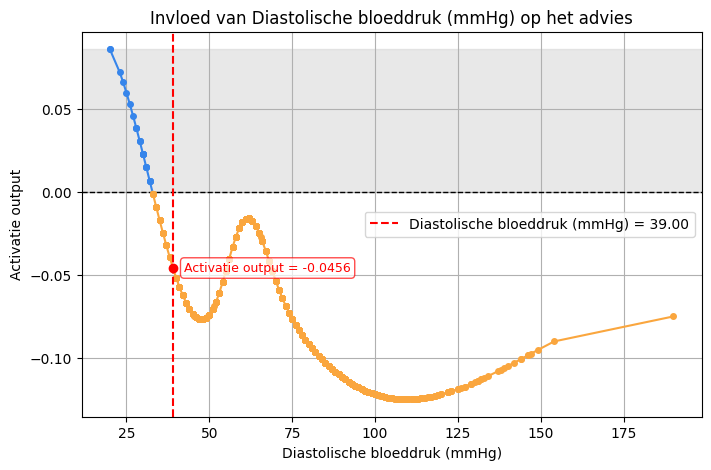 Invloed van Diastolische bloeddruk (mmHg) op het advies
Activatie output
0.05
0.00
−0.05
−0.10
Diastolische bloeddruk (mmHg) = 39.00
Activatie output = -0.0456
25 50 75 100 125 150 175
Diastolische bloeddruk (mmHg)